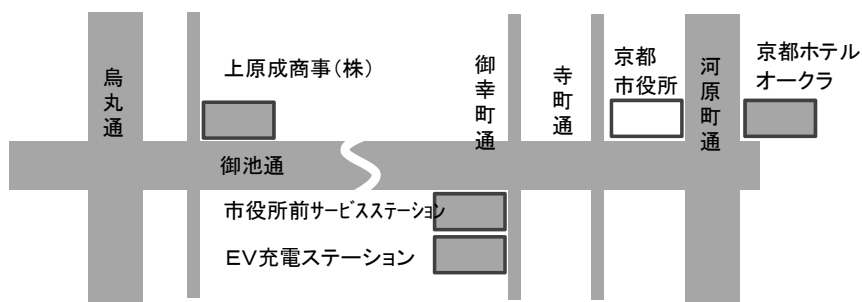 烏丸通
上原成商事(株)
御幸町通
寺町通
京都
市役所
河原町通
京都ホテル
オークラ
御池通
市役所前サービスステーション
EV充電ステーション